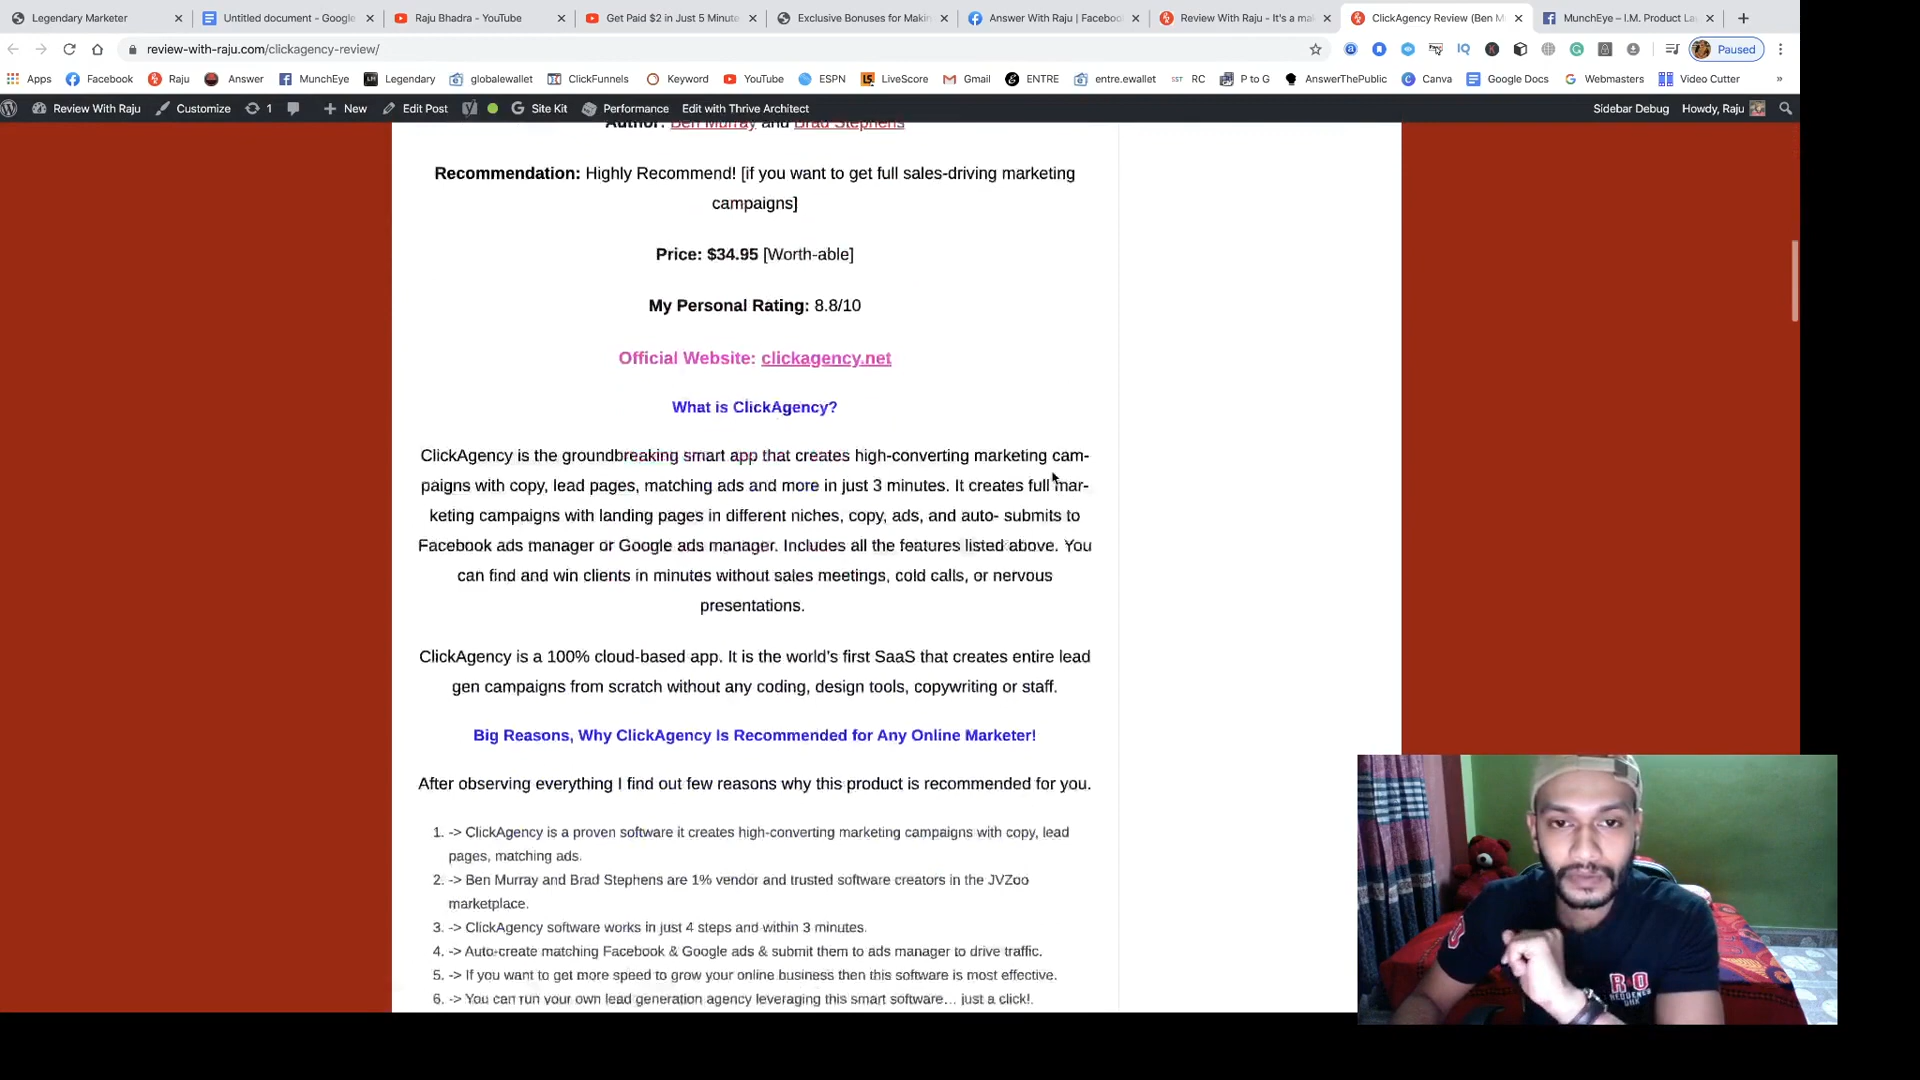 Legendary Marketer
Untitled document - Google
Raju Bhadra - YouTube
Get Paid $2 in Just 5 Minute
Exclusive Bonuses for Makin
Answer With Raju | Facebook
Review With Raju - It's a ma
ClickAgency Review (Ben M
MunchEye – I.M. Product La
review-with-raju.com/clickagency-review/
Paused
Apps
Facebook
Raju
Answer
MunchEye
Legendary
globalewallet
ClickFunnels
Keyword
YouTube
ESPN
LiveScore
Gmail
ENTRE
entre.ewallet
RC
P to G
AnswerThePublic
Canva
Google Docs
Webmasters
Video Cutter
»
Review With Raju
Customize
1
New
Edit Post
Site Kit
Performance
Edit with Thrive Architect
Sidebar Debug
Howdy, Raju
Author: Ben Murray and Brad Stephens
Recommendation: Highly Recommend! [if you want to get full sales-driving marketing
campaigns]
Price: $34.95 [Worth-able]
My Personal Rating: 8.8/10
Official Website: clickagency.net
What is ClickAgency?
ClickAgency is the groundbreaking smart app that creates high-converting marketing cam-
paigns with copy, lead pages, matching ads and more in just 3 minutes. It creates full mar-
keting campaigns with landing pages in different niches, copy, ads, and auto- submits to
Facebook ads manager or Google ads manager. Includes all the features listed above. You
can find and win clients in minutes without sales meetings, cold calls, or nervous
presentations.
ClickAgency is a 100% cloud-based app. It is the world's first SaaS that creates entire lead
gen campaigns from scratch without any coding, design tools, copywriting or staff.
Big Reasons, Why ClickAgency Is Recommended for Any Online Marketer!
After observing everything I find out few reasons why this product is recommended for you.
1. -> ClickAgency is a proven software it creates high-converting marketing campaigns with copy, lead
pages, matching ads.
2. -> Ben Murray and Brad Stephens are 1% vendor and trusted software creators in the JVZoo
marketplace.
3. -> ClickAgency software works in just 4 steps and within 3 minutes.
4. -> Auto-create matching Facebook & Google ads & submit them to ads manager to drive traffic.
5. -> If you want to get more speed to grow your online business then this software is most effective.
6. -> You can run your own lead generation agency leveraging this smart software… just a click!.